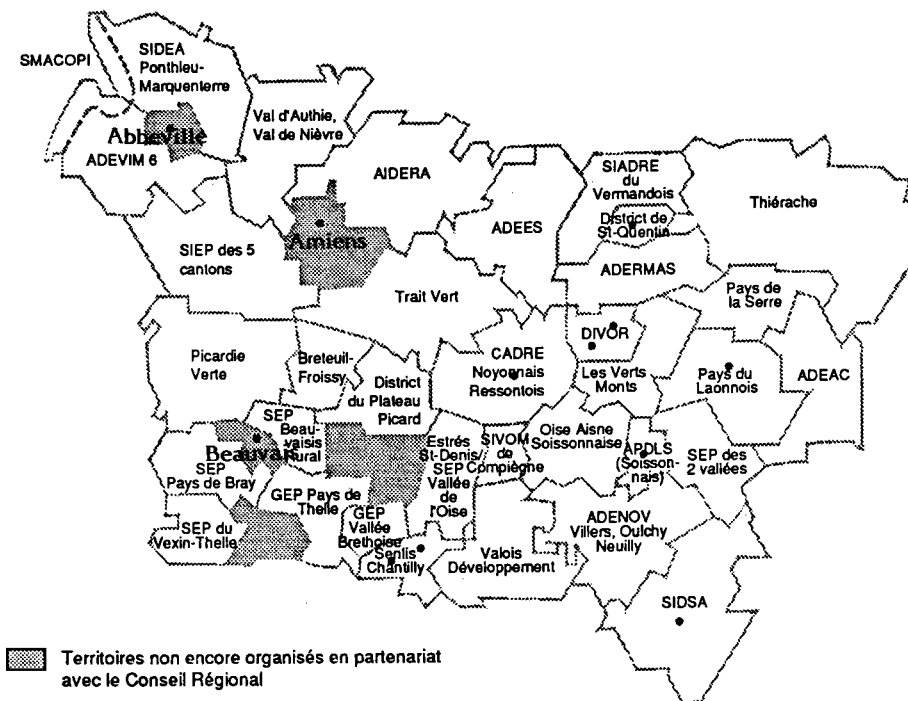 SMACOPI
SIDEA
Ponthieu-
Marquenterre
Val d'Authie,
Val de Nièvre
Abbeville
ADEVIM 6
AIDERA
SIADRE
du
Vermandois
Thiérache
ADEES
District de
St-Quentin
Amiens
SIEP des 5
cantons
ADERMAS
Trait Vert
Pays de
la Serre
DIVOR
Picardie
Verte
Breteuil-
Froissy
CADRE
Noyonnais
Ressontois
Les Verts
Monts
Pays du
Laonnois
ADEAC
District
du Plateau
Picard
SEP
Beau-
vaisis
Rural
Beauvais
Estrés
St-Denis/
SEP
Vallée
de
l'Oise
SIVOM
de
Compiègne
Oise Aisne
Soissonnaise
APDLS
(Soisson-
nais)
SEP des
2 vallées
SEP
Pays de Bray
GEP Pays de
Thelle
GEP
Vallée
Brethoise
SEP du
Vexin-Thelle
Senlis
Chantilly
Valois
Développement
ADENOV
Villers, Oulchy
Neuilly
SIDSA
Territoires non encore organisés en partenariat
avec le Conseil Régional